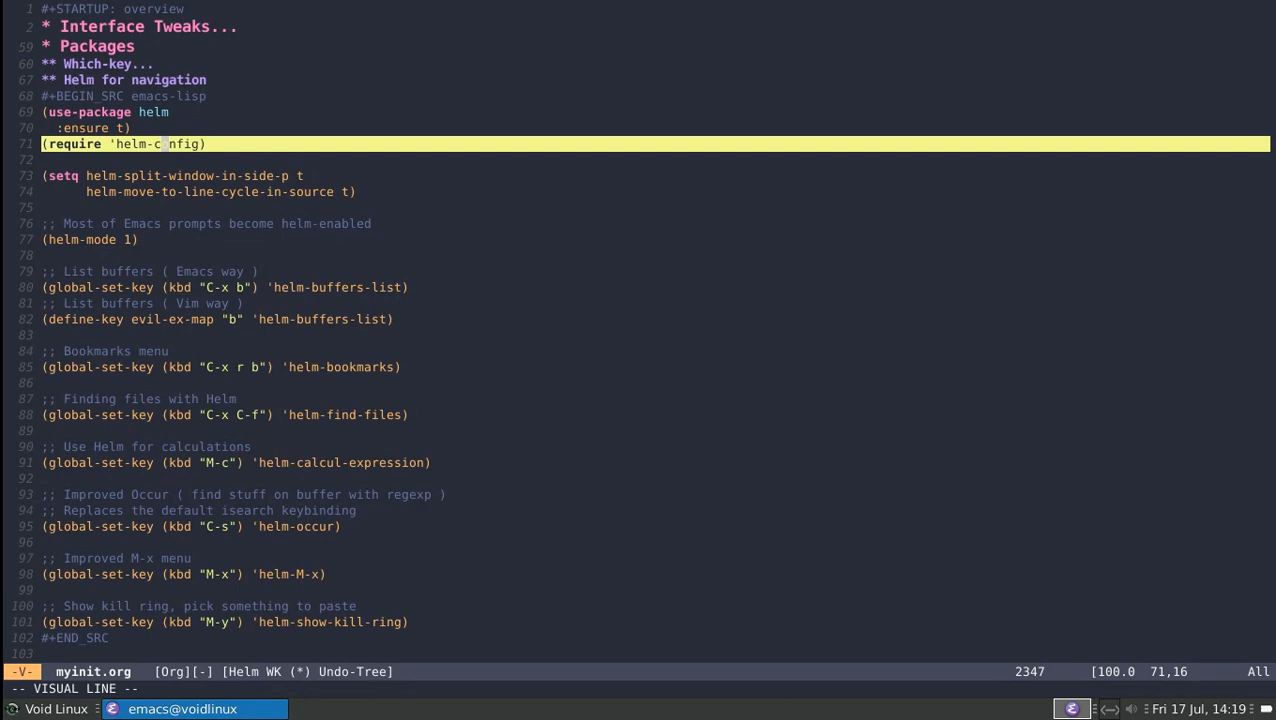 1 #+STARTUP: overview
2 * Interface Tweaks...
59 * Packages
60 ** Which-key...
67 ** Helm for navigation
68 #+BEGIN_SRC emacs-lisp
69 (use-package helm
70   :ensure t)
71 (require 'helm-config)
72
73 (setq helm-split-window-in-side-p t
74       helm-move-to-line-cycle-in-source t)
75
76 ;; Most of Emacs prompts become helm-enabled
77 (helm-mode 1)
78
79 ;; List buffers ( Emacs way )
80 (global-set-key (kbd "C-x b") 'helm-buffers-list)
81 ;; List buffers ( Vim way )
82 (define-key evil-ex-map "b" 'helm-buffers-list)
83
84 ;; Bookmarks menu
85 (global-set-key (kbd "C-x r b") 'helm-bookmarks)
86
87 ;; Finding files with Helm
88 (global-set-key (kbd "C-x C-f") 'helm-find-files)
89
90 ;; Use Helm for calculations
91 (global-set-key (kbd "M-c") 'helm-calcul-expression)
92
93 ;; Improved Occur ( find stuff on buffer with regexp )
94 ;; Replaces the default isearch keybinding
95 (global-set-key (kbd "C-s") 'helm-occur)
96
97 ;; Improved M-x menu
98 (global-set-key (kbd "M-x") 'helm-M-x)
99
100 ;; Show kill ring, pick something to paste
101 (global-set-key (kbd "M-y") 'helm-show-kill-ring)
102 #+END_SRC
103
-V- myinit.org [Org][-] [Helm WK (*) Undo-Tree] 2347 [100.0 71,16 All
-- VISUAL LINE --
Void Linux emacs@voidlinux Fri 17 Jul, 14:19